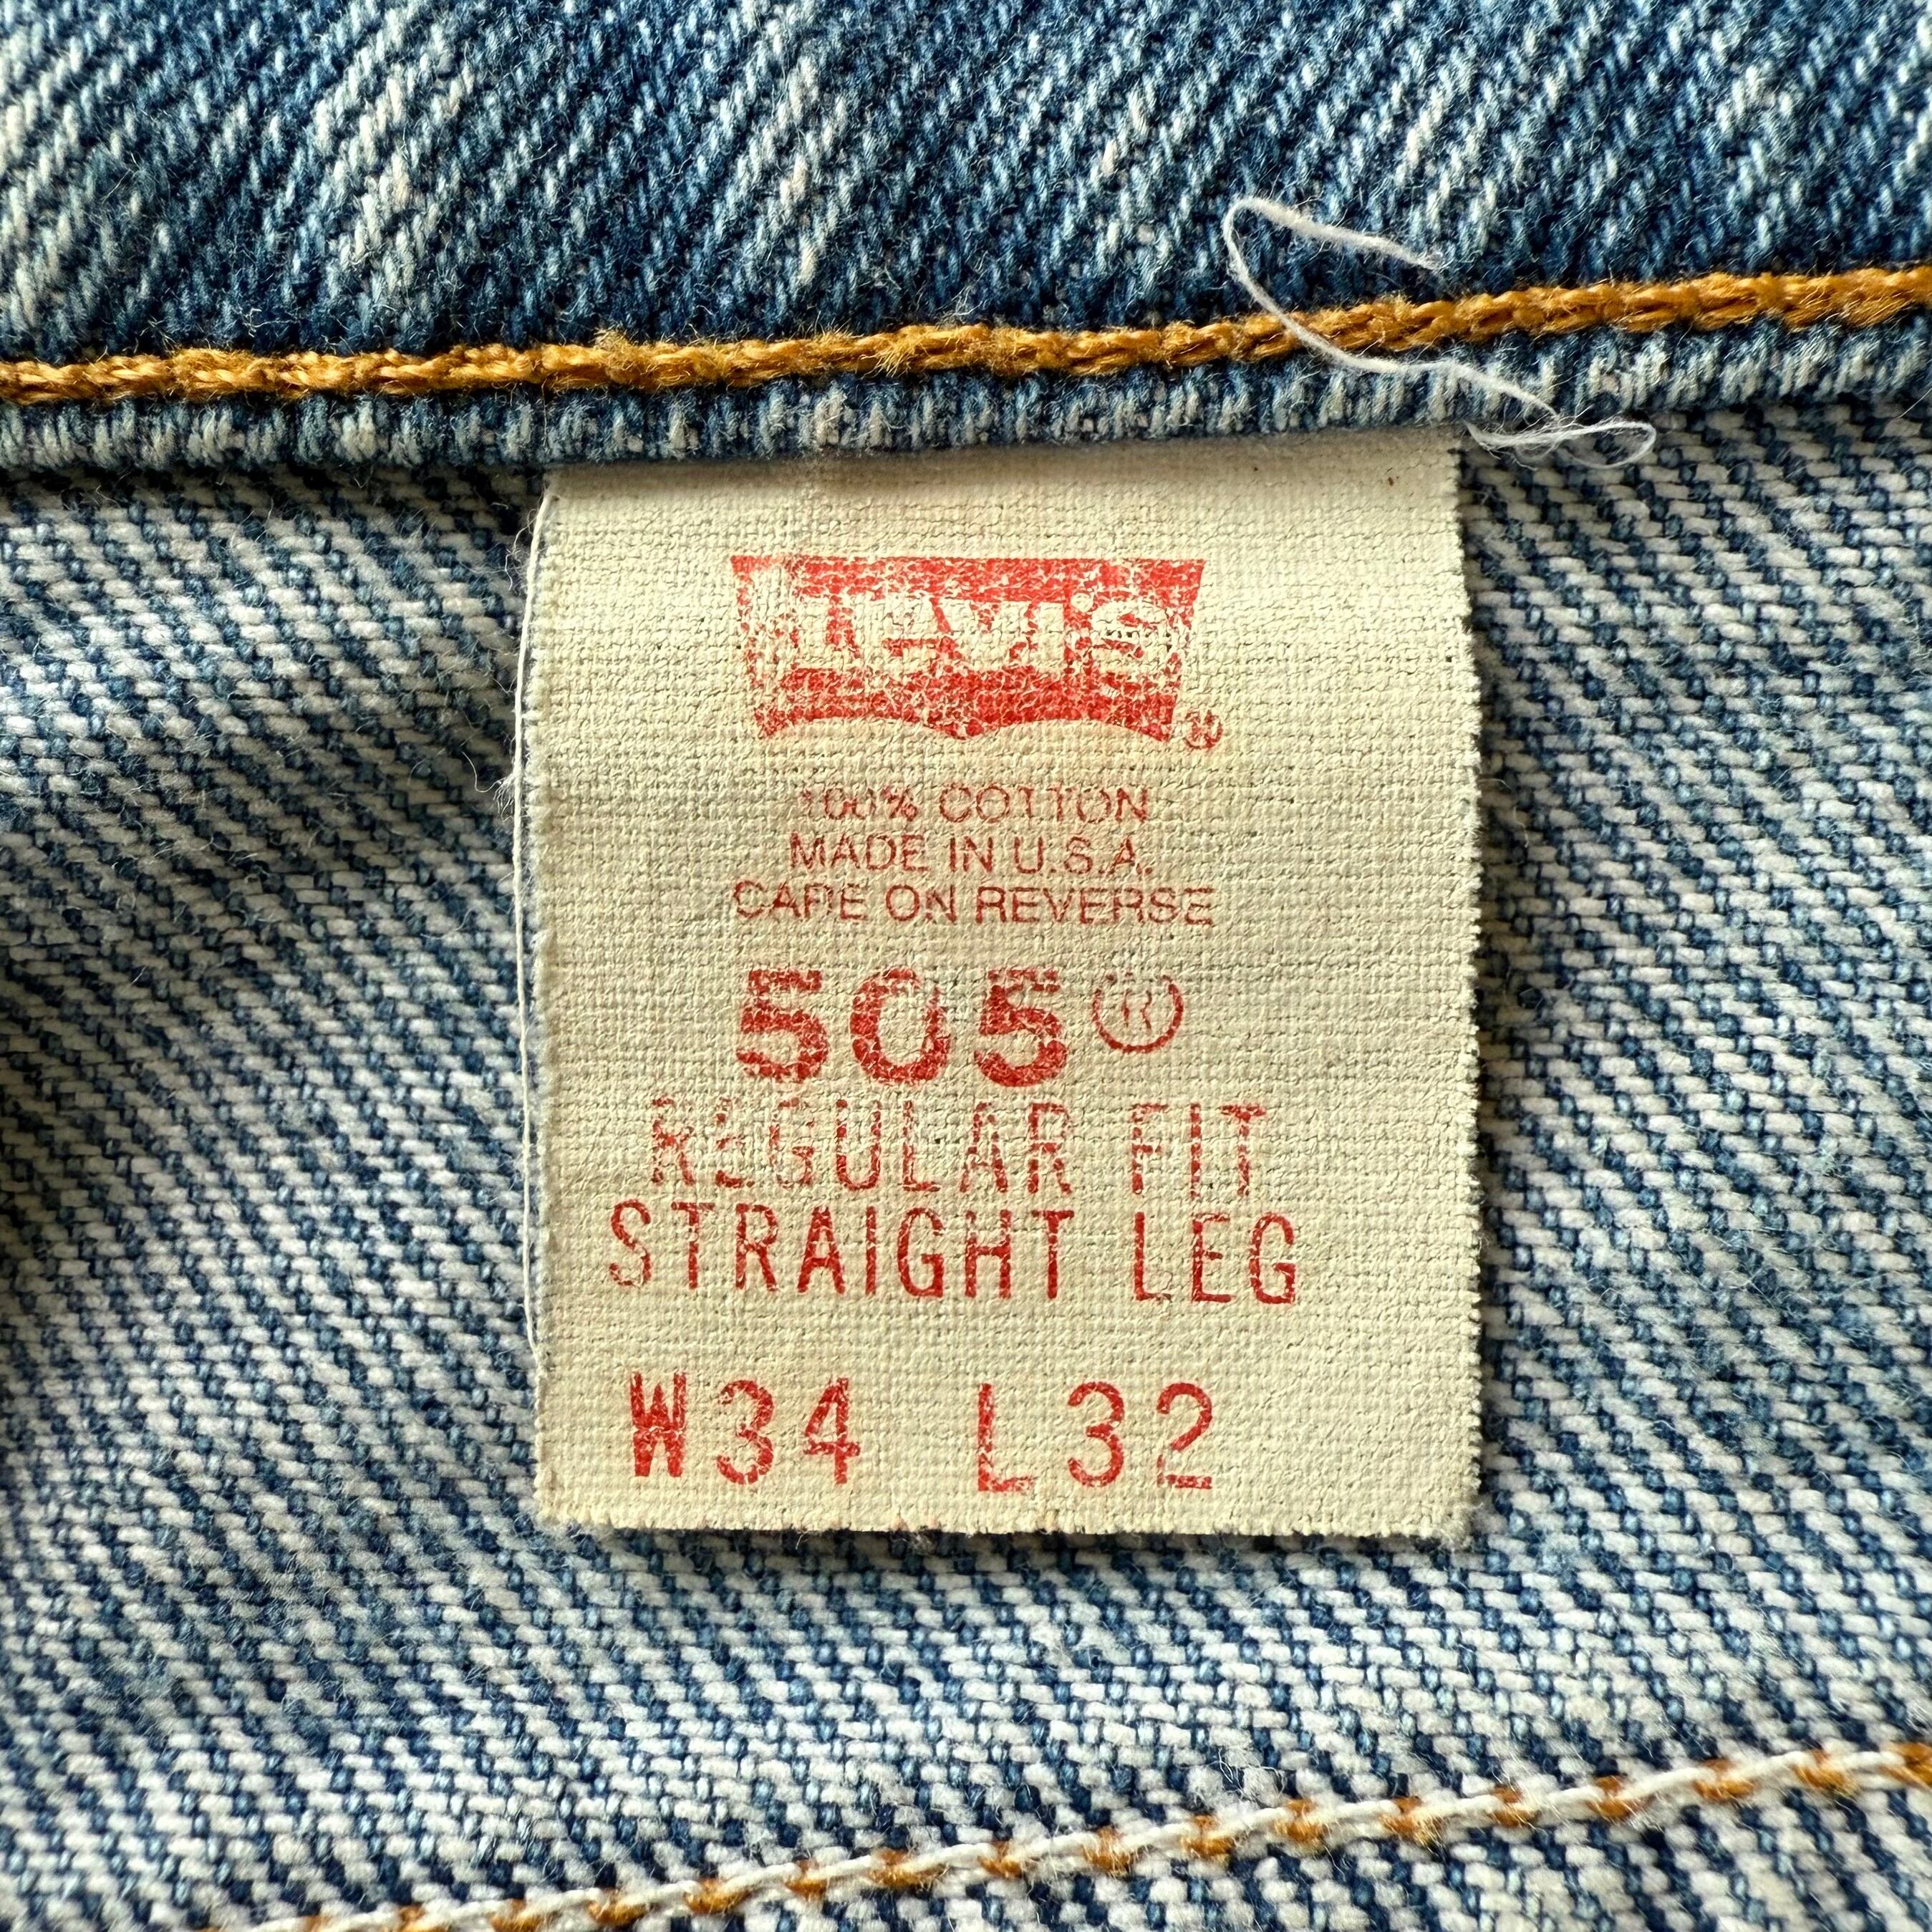 LEVI'S ®
100% COTTON
MADE IN U.S.A.
CARE ON REVERSE
505®
REGULAR FIT
STRAIGHT LEG
W34 L32